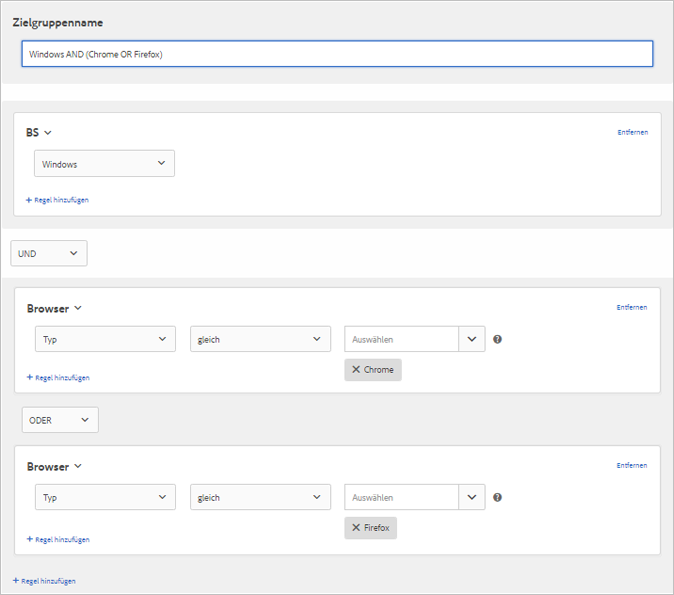 Zielgruppenname
Windows AND (Chrome OR Firefox)
BS
Entfernen
Windows
+ Regel hinzufügen
UND
Browser
Entfernen
Typ
gleich
Auswählen
?
× Chrome
+ Regel hinzufügen
ODER
Browser
Entfernen
Typ
gleich
Auswählen
?
× Firefox
+ Regel hinzufügen
+ Regel hinzufügen